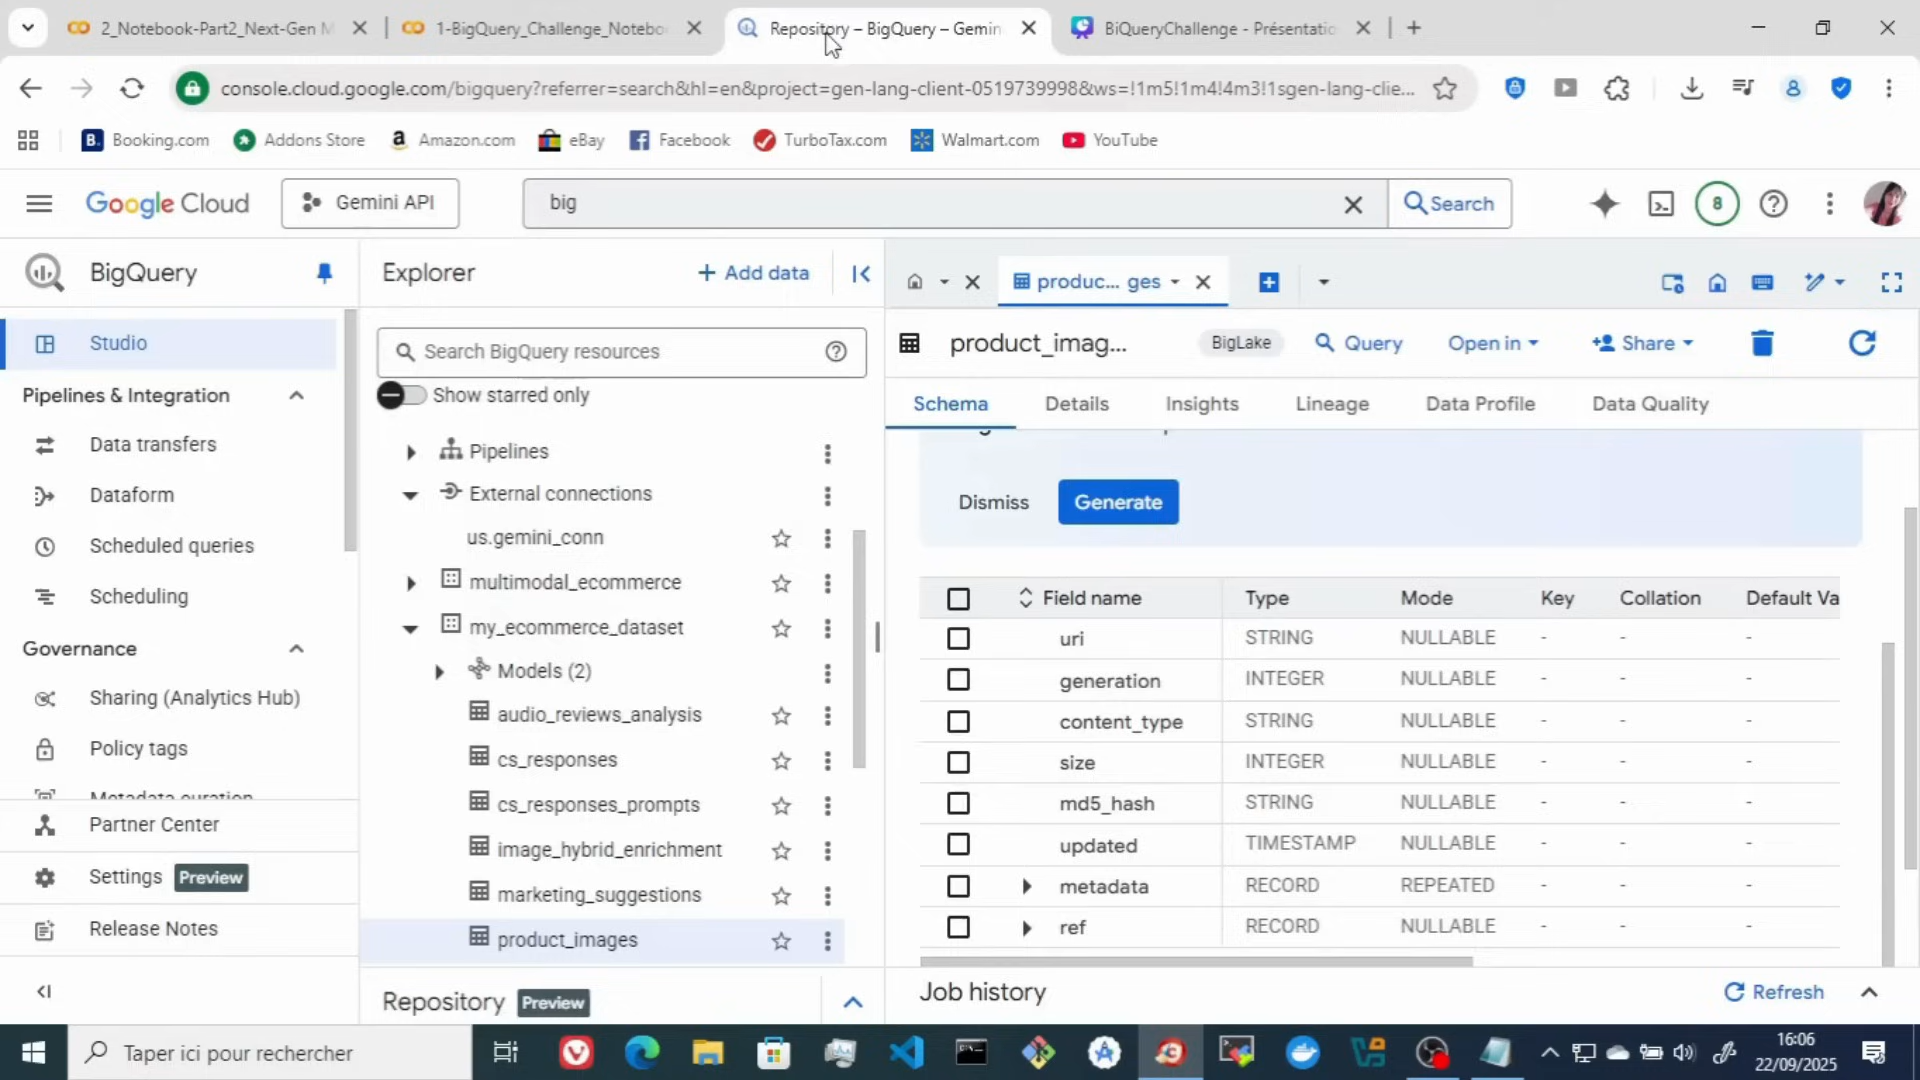 2_Notebook-Part2_Next-Gen M
1-BigQuery_Challenge_Notebo
Repository – BigQuery – Gemin
BiQueryChallenge - Présentatio
console.cloud.google.com/bigquery?referrer=search&hl=en&project=gen-lang-client-0519739998&ws=!1m5!1m4!4m3!1sgen-lang-clie...
Booking.com
Addons Store
Amazon.com
eBay
Facebook
TurboTax.com
Walmart.com
YouTube
Google Cloud
Gemini API
big
Search
8
BigQuery
Studio
Pipelines & Integration
Data transfers
Dataform
Scheduled queries
Scheduling
Governance
Sharing (Analytics Hub)
Policy tags
Metadata curation
Partner Center
Settings Preview
Release Notes
Explorer
+ Add data
Search BigQuery resources
Show starred only
Pipelines
External connections
us.gemini_conn
multimodal_ecommerce
my_ecommerce_dataset
Models (2)
audio_reviews_analysis
cs_responses
cs_responses_prompts
image_hybrid_enrichment
marketing_suggestions
product_images
Repository Preview
produc... ges
product_imag...
BigLake
Query
Open in
Share
Schema Details Insights Lineage Data Profile Data Quality
Dismiss Generate
Field name Type Mode Key Collation Default Va
uri STRING NULLABLE - - -
generation INTEGER NULLABLE - - -
content_type STRING NULLABLE - - -
size INTEGER NULLABLE - - -
md5_hash STRING NULLABLE - - -
updated TIMESTAMP NULLABLE - - -
metadata RECORD REPEATED - - -
ref RECORD NULLABLE - - -
Job history
Refresh
Taper ici pour rechercher
16:06
22/09/2025